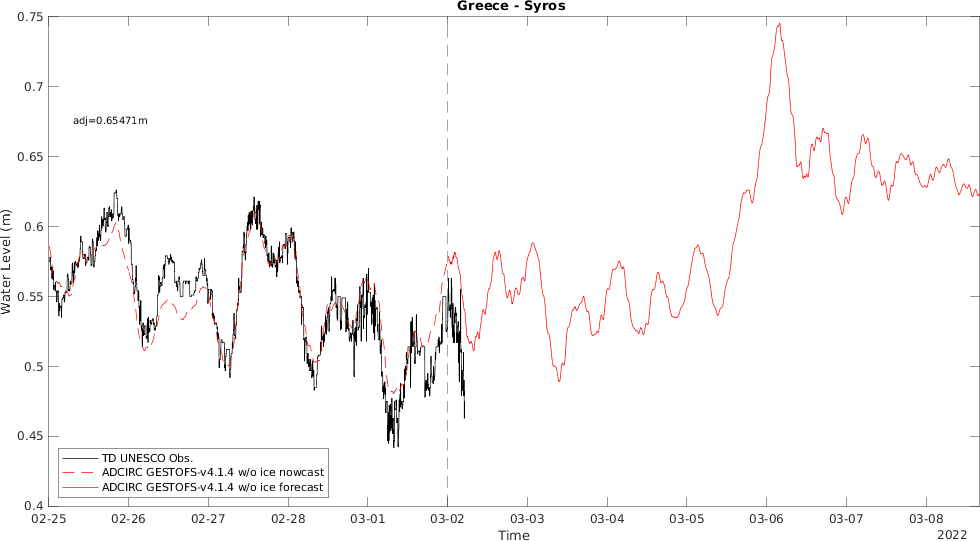 Greece - Syros
0.75
0.7
0.65
0.6
0.55
0.5
0.45
0.4
Water Level (m)
adj=0.65471m
TD UNESCO Obs.
ADCIRC GESTOFS-v4.1.4 w/o ice nowcast
ADCIRC GESTOFS-v4.1.4 w/o ice forecast
02-25 02-26 02-27 02-28 03-01 03-02 03-03 03-04 03-05 03-06 03-07 03-08
Time
2022